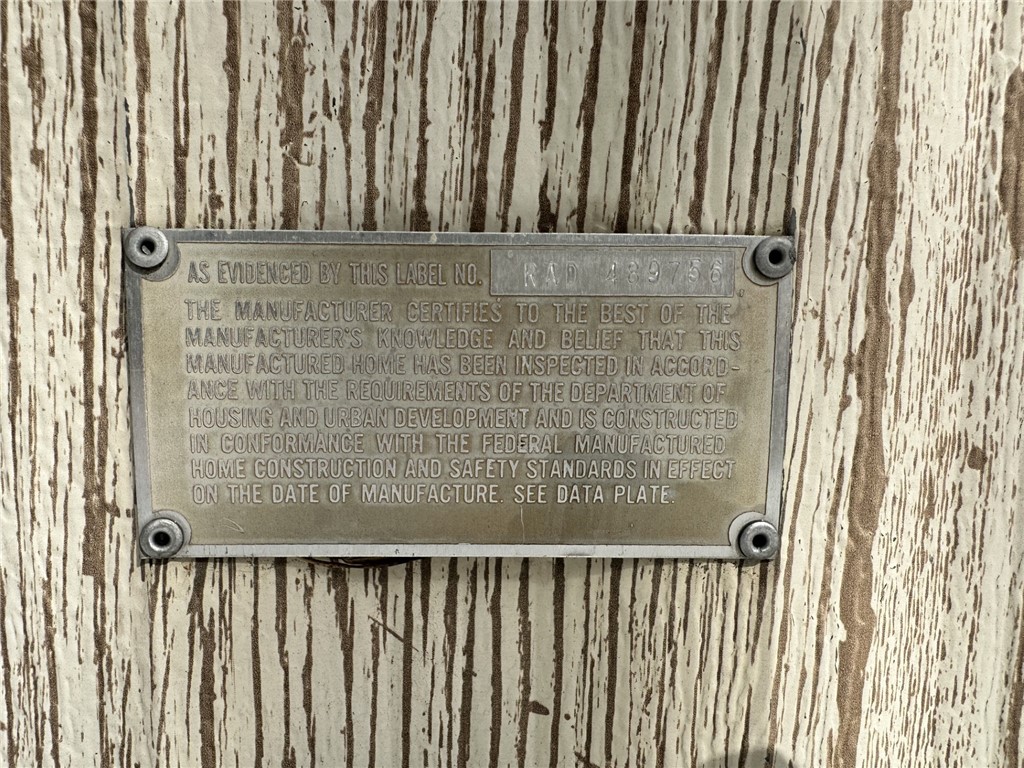 AS EVIDENCED BY THIS LABEL NO. RAD 489756
THE MANUFACTURER CERTIFIES TO THE BEST OF THE
MANUFACTURER'S KNOWLEDGE AND BELIEF THAT THIS
MANUFACTURED HOME HAS BEEN INSPECTED IN ACCORD-
ANCE WITH THE REQUIREMENTS OF THE DEPARTMENT OF
HOUSING AND URBAN DEVELOPMENT AND IS CONSTRUCTED
IN CONFORMANCE WITH THE FEDERAL MANUFACTURED
HOME CONSTRUCTION AND SAFETY STANDARDS IN EFFECT
ON THE DATE OF MANUFACTURE. SEE DATA PLATE.